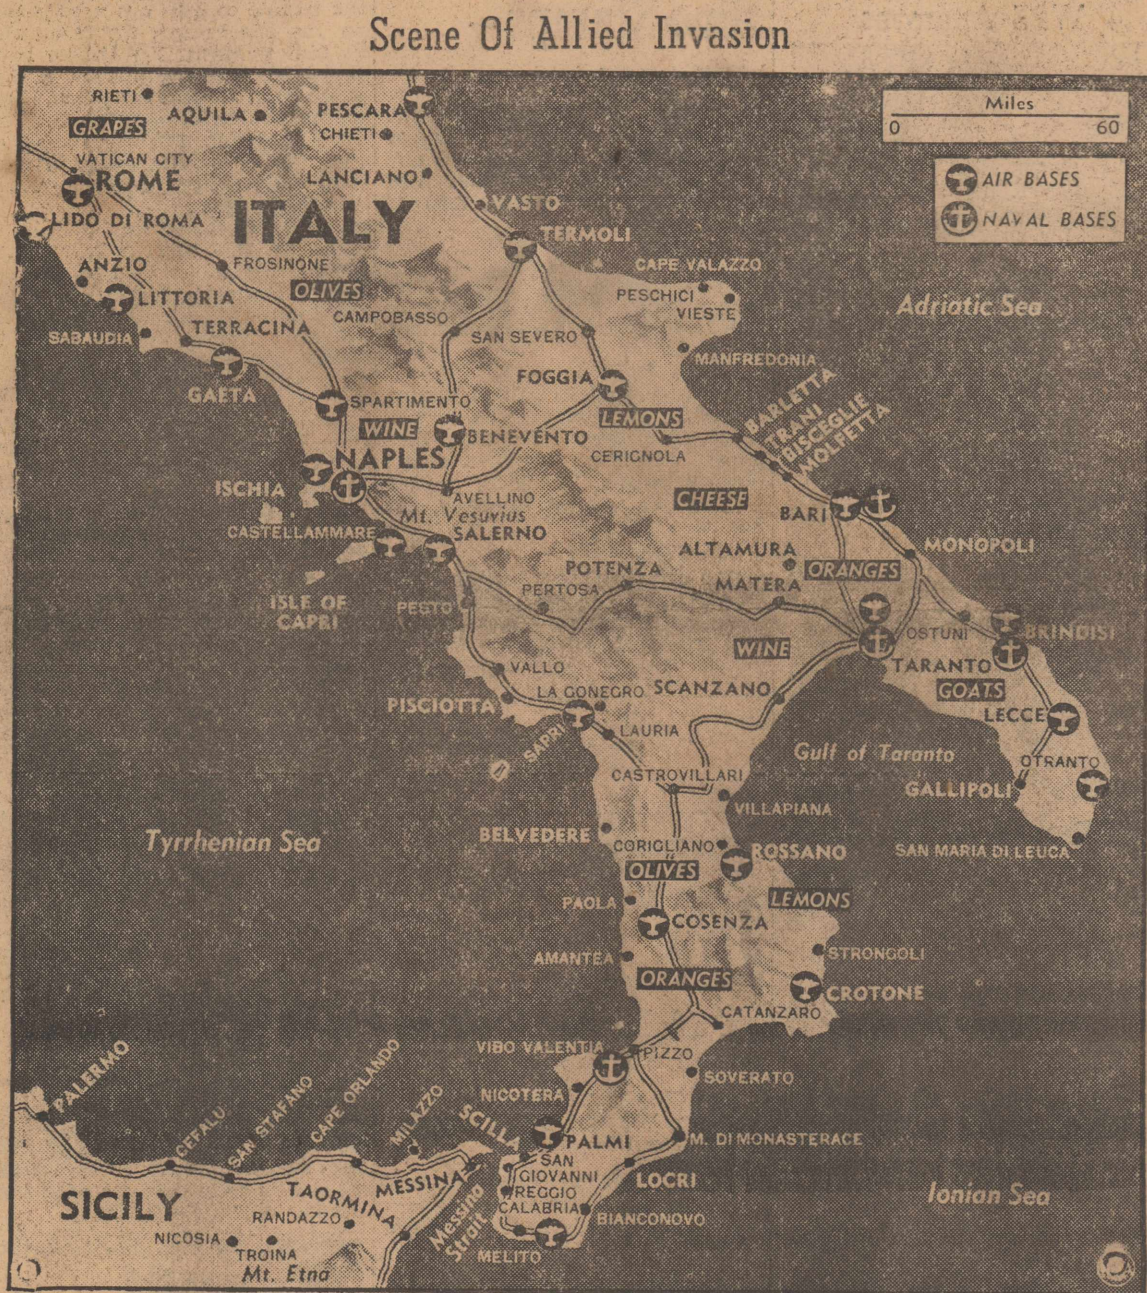 Scene Of Allied Invasion
Miles
0 60
AIR BASES
NAVAL BASES
RIETI
AQUILA
PESCARA
GRAPES
CHIETI
VATICAN CITY
ROME
LANCIANO
LIDO DI ROMA
ITALY
VASTO
TERMOLI
ANZIO
FROSINONE
CAPE VALAZZO
LITTORIA
OLIVES
PESCHICI
VIESTE
Adriatic Sea
CAMPOBASSO
SABAUDIA
TERRACINA
SAN SEVERO
MANFREDONIA
GAETA
FOGGIA
SPARTIMENTO
LEMONS
BARLETTA
TRANI
BISCEGLIE
MOLFETTA
WINE
BENEVENTO
CERIGNOLA
NAPLES
ISCHIA
AVELLINO
CHEESE
BARI
Mt. Vesuvius
CASTELLAMMARE
SALERNO
ALTAMURA
MONOPOLI
POTENZA
ORANGES
PERTOSA
MATERA
ISLE OF
CAPRI
PESTO
OSTUNI
BRINDISI
WINE
TARANTO
VALLO
PISCIOTTA
LA GONEGRO
SCANZANO
GOATS
LECCE
SAPRI
LAURIA
Gulf of Taranto
OTRANTO
CASTROVILLARI
GALLIPOLI
VILLAPIANA
Tyrrhenian Sea
BELVEDERE
CORIGLIANO
ROSSANO
SAN MARIA DI LEUCA
OLIVES
PAOLA
LEMONS
COSENZA
AMANTEA
STRONGOLI
ORANGES
CROTONE
CATANZARO
VIBO VALENTIA
PIZZO
PALERMO
SOVERATO
NICOTERA
CEFALU
SAN STAFANO
CAPE ORLANDO
MILAZZO
SCILLA
PALMI
M. DI MONASTERACE
SAN
GIOVANNI
LOCRI
MESSINA
TAORMINA
REGGIO
CALABRIA
SICILY
RANDAZZO
Messina
Strait
BIANCONOVO
Ionian Sea
NICOSIA
TROINA
MELITO
Mt. Etna